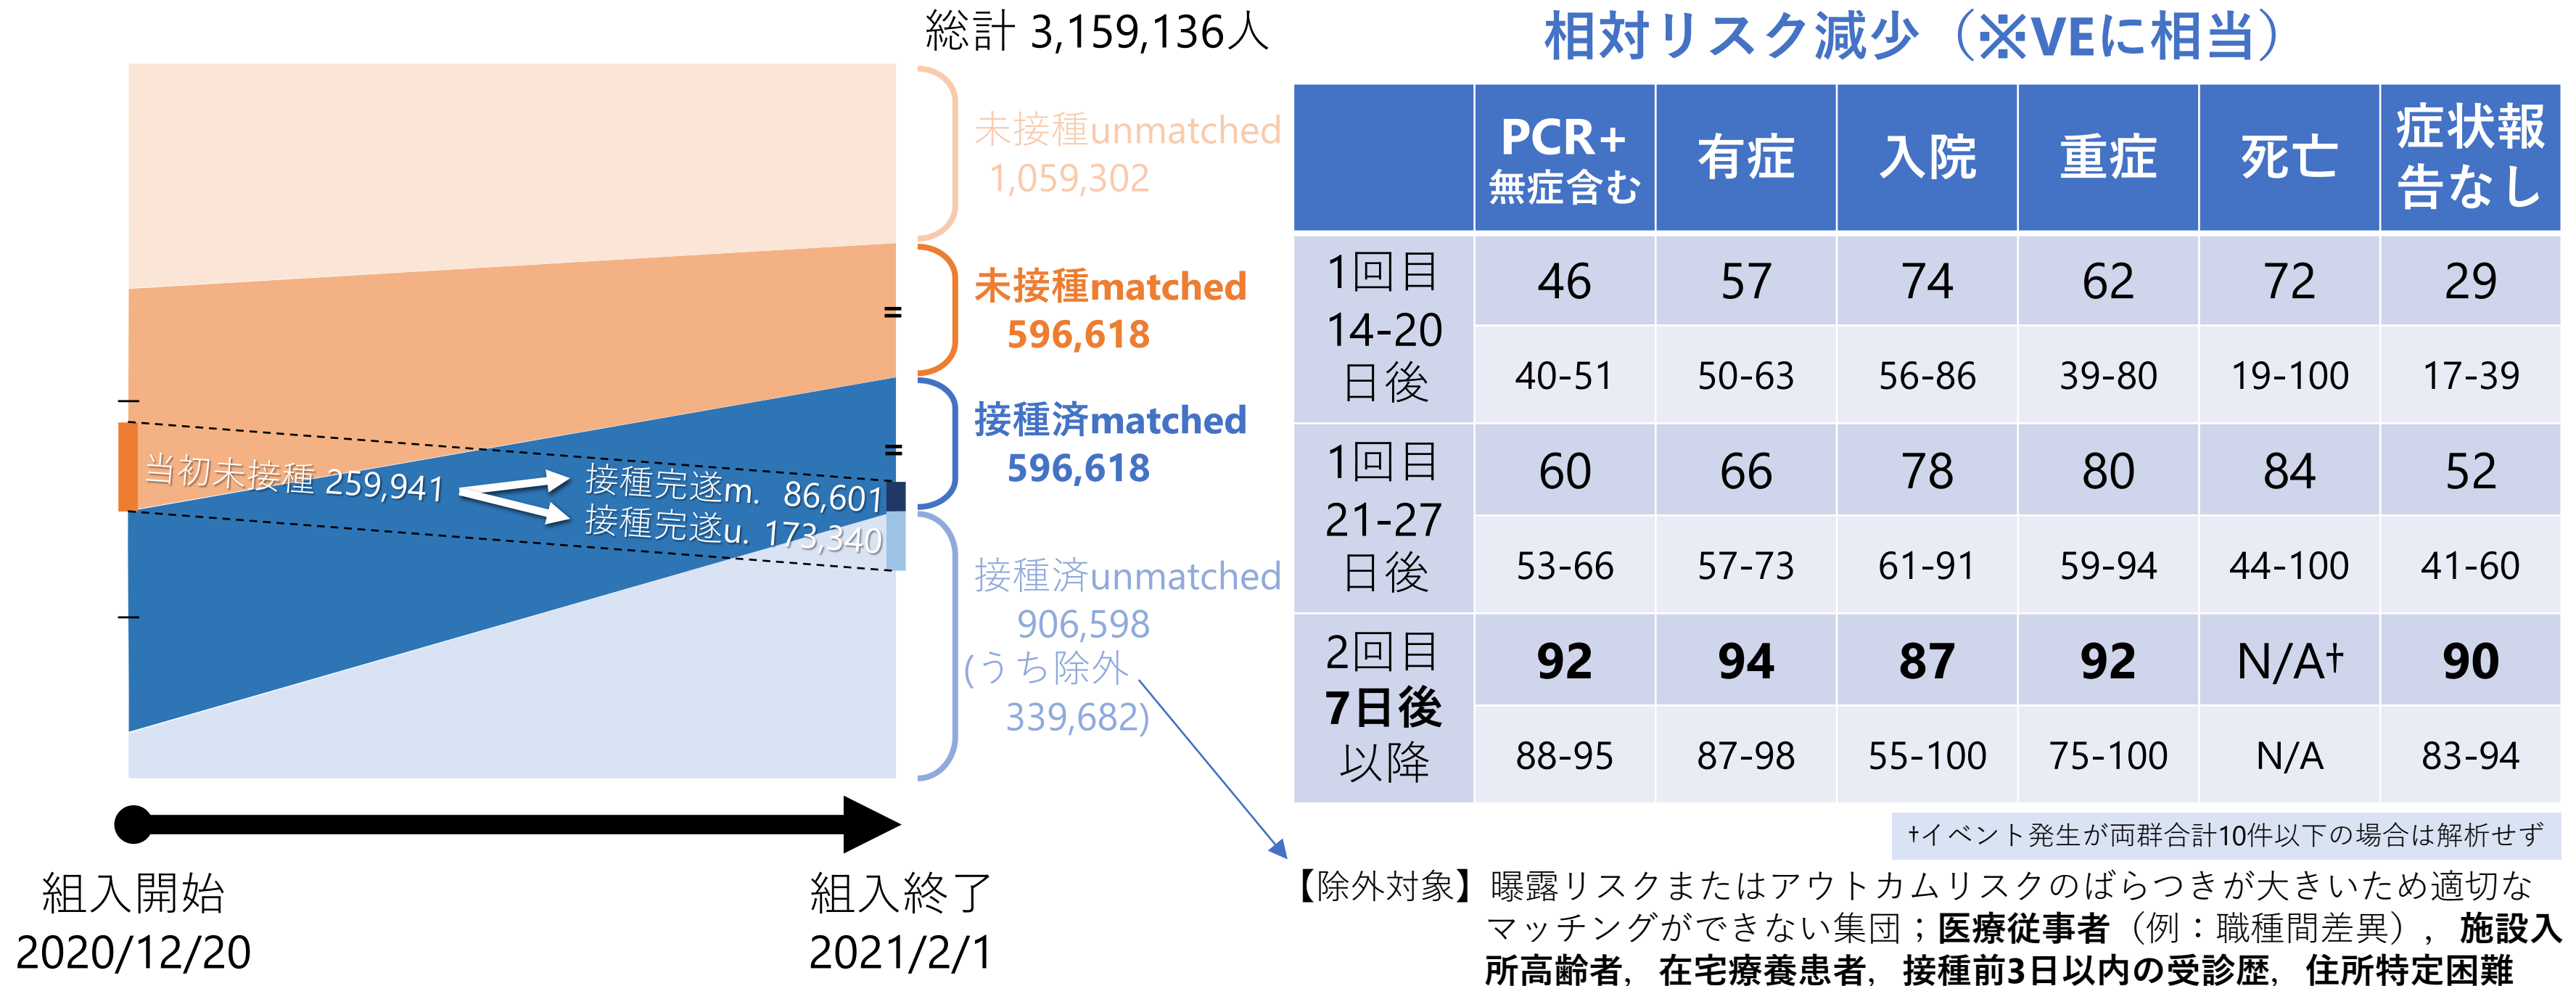 総計 3,159,136人
未接種unmatched
1,059,302
未接種matched
596,618
接種済matched
596,618
接種済unmatched
906,598
(うち除外
339,682)
=
=
当初未接種 259,941
接種完遂m. 86,601
接種完遂u. 173,340
組入開始
2020/12/20
組入終了
2021/2/1
相対リスク減少（※VEに相当）
PCR+
無症含む
有症
入院
重症
死亡
症状報
告なし
1回目
14-20
日後
46 57 74 62 72 29
40-51 50-63 56-86 39-80 19-100 17-39
1回目
21-27
日後
60 66 78 80 84 52
53-66 57-73 61-91 59-94 44-100 41-60
2回目
7日後
以降
92 94 87 92 N/A† 90
88-95 87-98 55-100 75-100 N/A 83-94
†イベント発生が両群合計10件以下の場合は解析せず
【除外対象】曝露リスクまたはアウトカムリスクのばらつきが大きいため適切な
マッチングができない集団；医療従事者（例：職種間差異），施設入
所高齢者，在宅療養患者，接種前3日以内の受診歴，住所特定困難